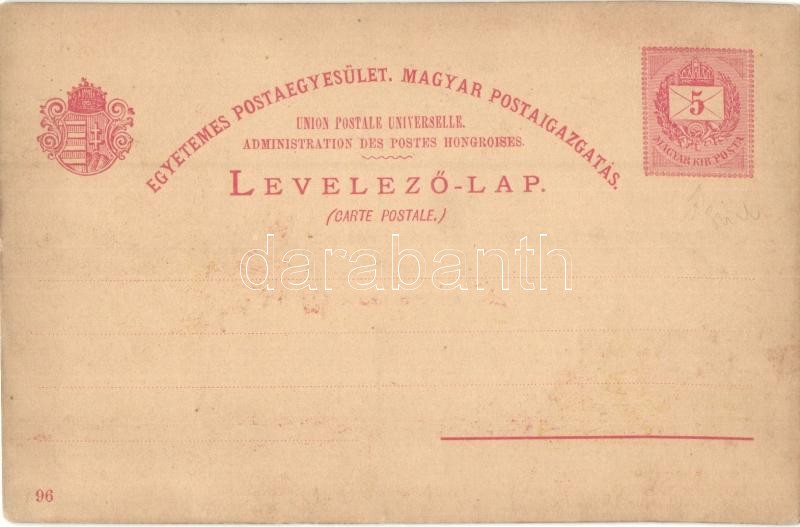 EGYETEMES POSTAEGYESÜLET. MAGYAR POSTAIGAZGATÁS.
UNION POSTALE UNIVERSELLE.
ADMINISTRATION DES POSTES HONGROISES.
LEVELEZŐ-LAP.
(CARTE POSTALE.)
5
MAGYAR KIR. POSTA
darabanth
96